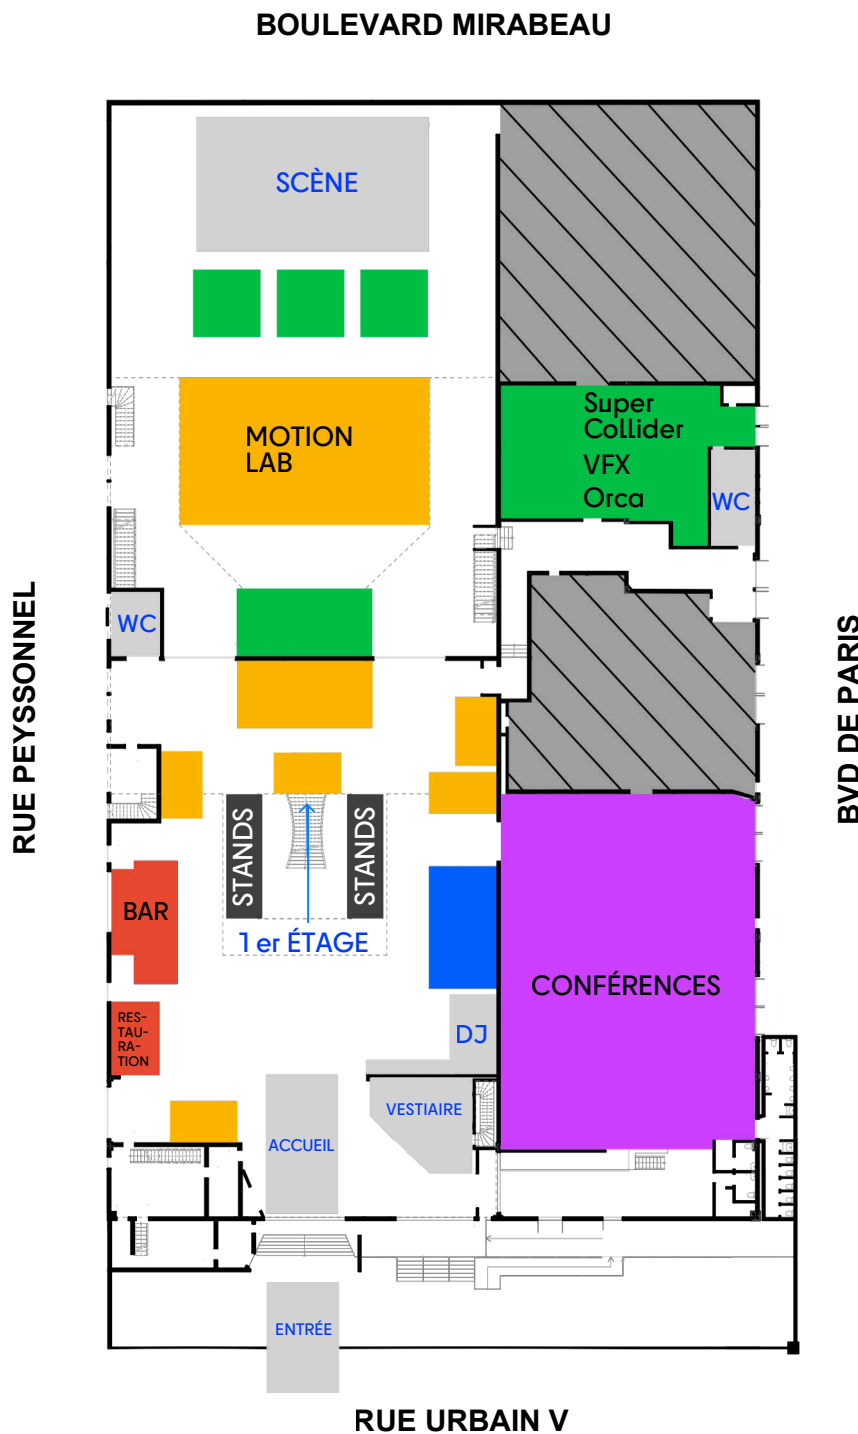 BOULEVARD MIRABEAU
SCÈNE
MOTION
LAB
Super
Collider
VFX
Orca
WC
WC
RUE PEYSSONNEL
BVD DE PARIS
STANDS
STANDS
1 er ÉTAGE
BAR
CONFÉRENCES
RES-
TAU-
RA-
TION
DJ
VESTIAIRE
ACCUEIL
ENTRÉE
RUE URBAIN V